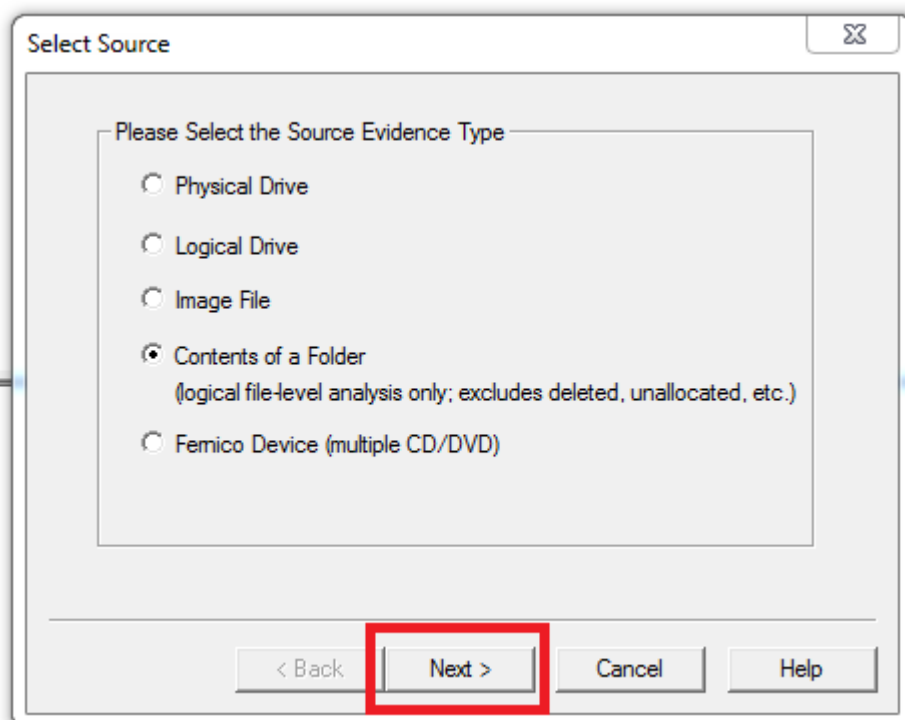 Select Source
Please Select the Source Evidence Type
Physical Drive
Logical Drive
Image File
Contents of a Folder
(logical file-level analysis only; excludes deleted, unallocated, etc.)
Fernico Device (multiple CD/DVD)
< Back Next > Cancel Help